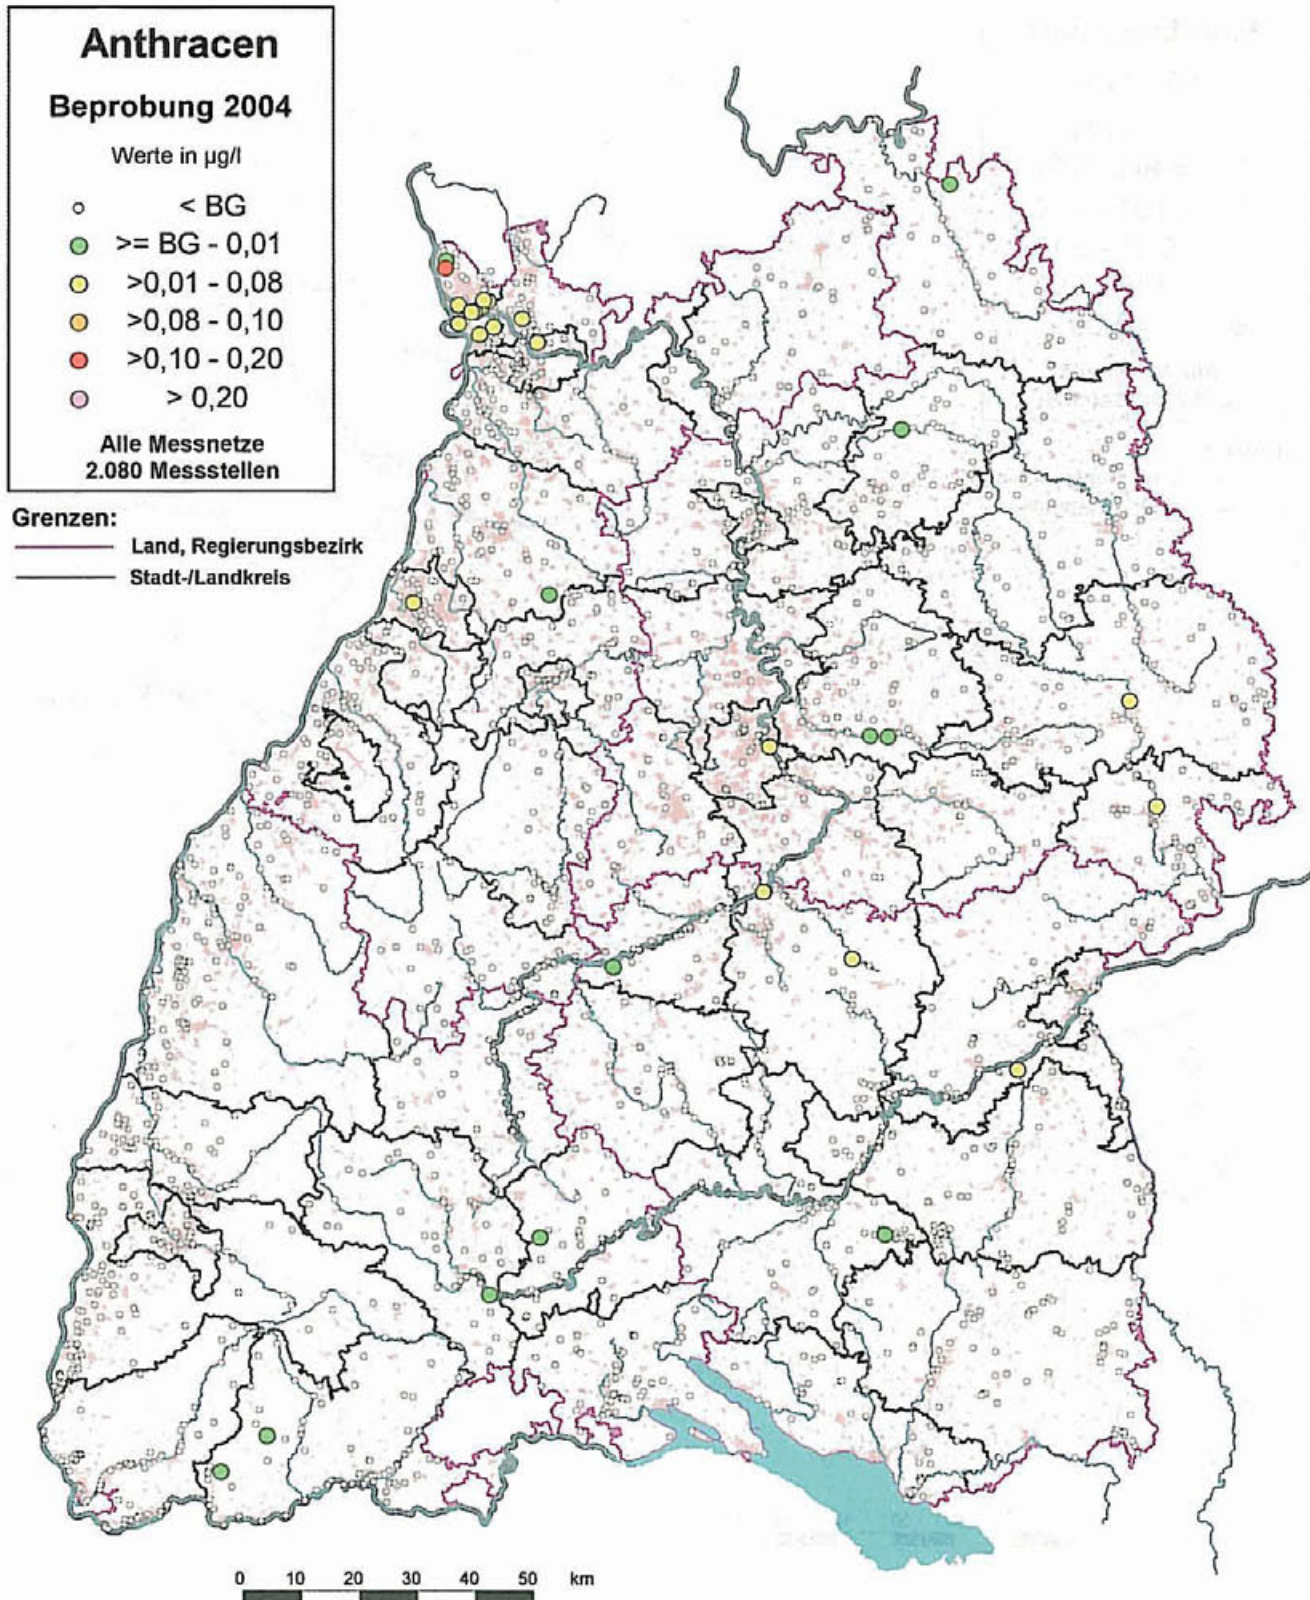 Anthracen
Beprobung 2004
Werte in µg/l
< BG
>= BG - 0,01
>0,01 - 0,08
>0,08 - 0,10
>0,10 - 0,20
> 0,20
Alle Messnetze
2.080 Messstellen
Grenzen:
Land, Regierungsbezirk
Stadt-/Landkreis
0 10 20 30 40 50 km